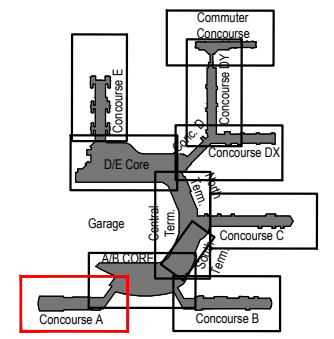 Commuter
Concourse
Concourse E
Concourse DY
Conc. D
D/E Core
Concourse DX
North
Term.
Central
Term.
Garage
Concourse C
South
Term.
A/B CORE
Concourse A
Concourse B